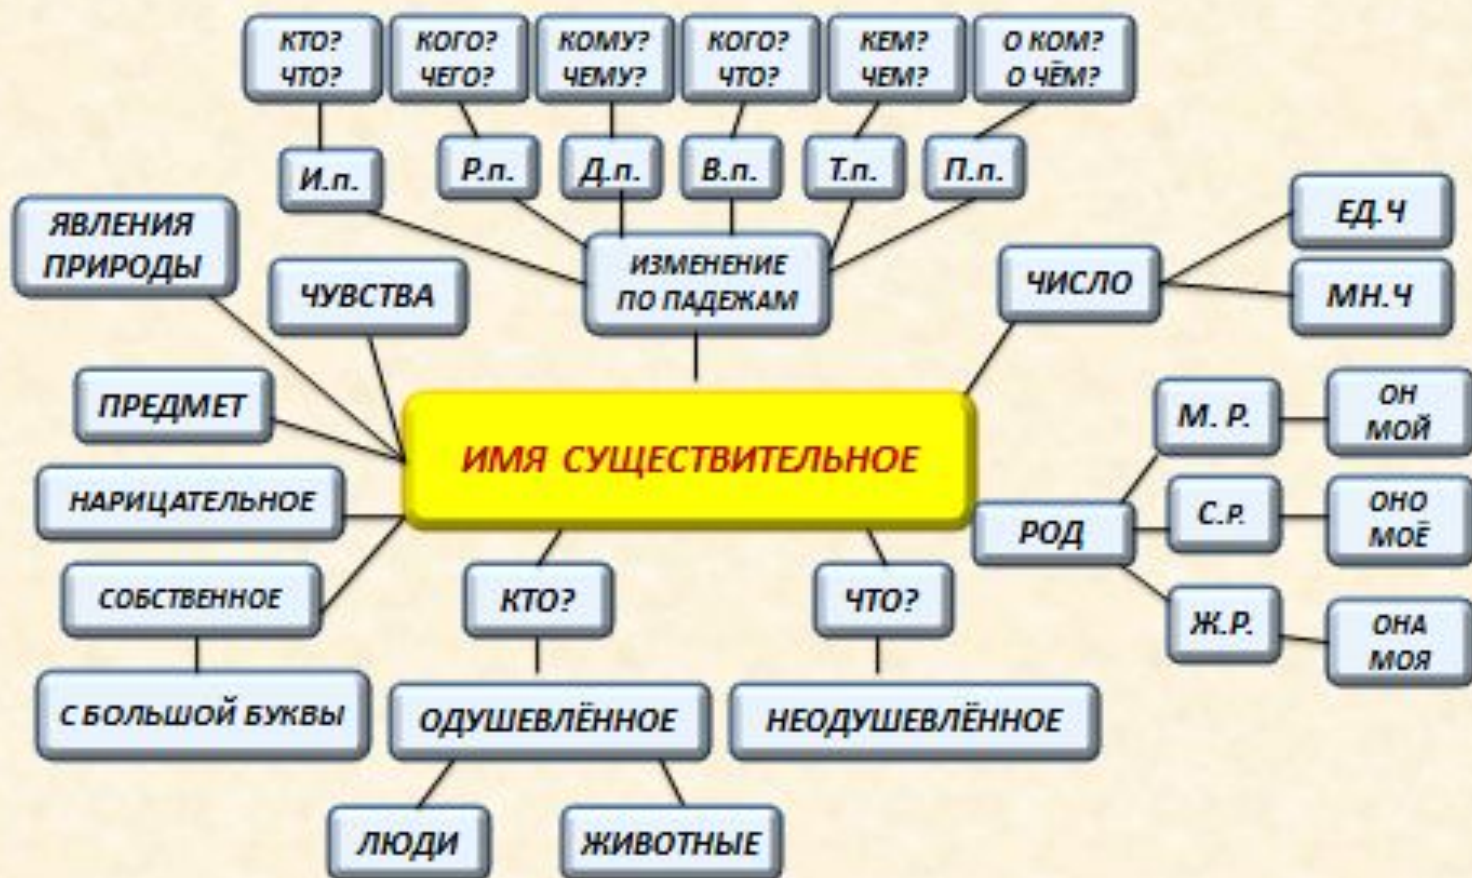 КТО?
ЧТО?
КОГО?
ЧЕГО?
КОМУ?
ЧЕМУ?
КОГО?
ЧТО?
КЕМ?
ЧЕМ?
О КОМ?
О ЧЁМ?
И.п.
Р.п.
Д.п.
В.п.
Т.п.
П.п.
ЯВЛЕНИЯ
ПРИРОДЫ
ЧУВСТВА
ИЗМЕНЕНИЕ
ПО ПАДЕЖАМ
ЧИСЛО
ЕД.Ч
МН.Ч
ПРЕДМЕТ
ИМЯ СУЩЕСТВИТЕЛЬНОЕ
М. Р.
ОН
МОЙ
НАРИЦАТЕЛЬНОЕ
РОД
С.Р.
ОНО
МОЁ
СОБСТВЕННОЕ
КТО?
ЧТО?
Ж.Р.
ОНА
МОЯ
С БОЛЬШОЙ БУКВЫ
ОДУШЕВЛЁННОЕ
НЕОДУШЕВЛЁННОЕ
ЛЮДИ
ЖИВОТНЫЕ